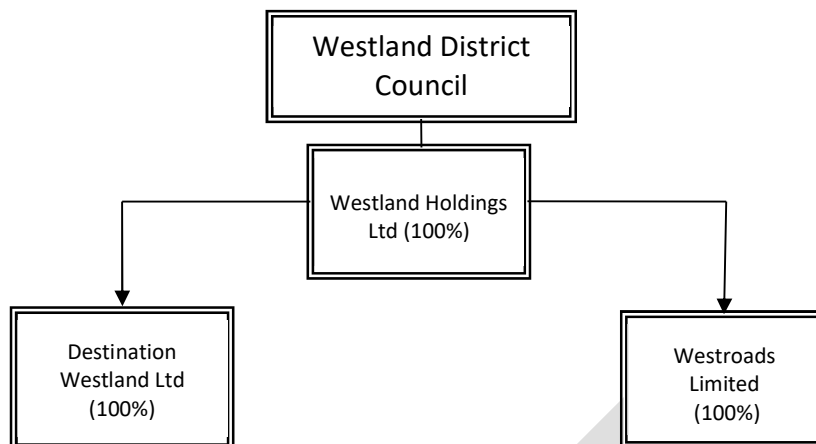 Westland District
Council
Westland Holdings
Ltd (100%)
Destination
Westland Ltd
(100%)
Westroads
Limited
(100%)